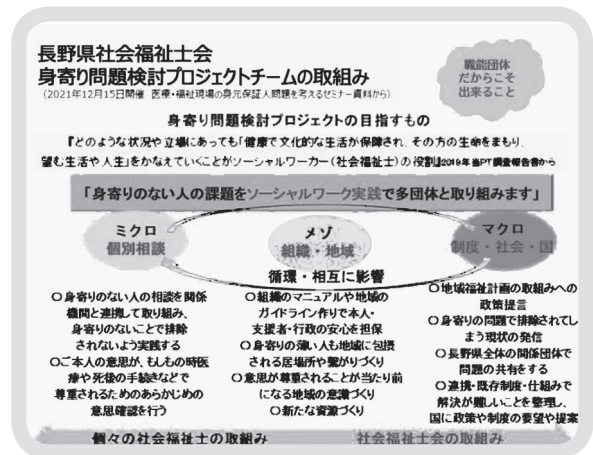 長野県社会福祉士会
身寄り問題検討プロジェクトチームの取組み
（2021年12月15日開催　医療・福祉現場の身元保証人問題を考えるセミナー資料から）
職能団体
だからこそ
出来ること
身寄り問題検討プロジェクトの目指すもの
『どのような状況や立場にあっても「健康で文化的な生活が保障され、その方の生命をまもり、
望む生活や人生」をかなえていくことがソーシャルワーカー（社会福祉士）の役割』2019年当PT調査報告書から
「身寄りのない人の課題をソーシャルワーク実践で多団体と取り組みます」
ミクロ
個別相談
メゾ
組織・地域
マクロ
制度・社会・国
循環・相互に影響
○身寄りのない人の相談を関係
機関と連携して取り組み、
身寄りのないことで排除
されないよう実践する
○ご本人の意思が、もしもの時医
療や死後の手続きなどで
尊重されるためのあらかじめの
意思確認を行う
○組織のマニュアルや地域の
ガイドライン作りで本人・
支援者・行政の安心を担保
○身寄りの薄い人も地域に包摂
される居場所や繋がりづくり
○意思が尊重されることが当たり前
になる地域の意識づくり
○新たな資源づくり
○地域福祉計画の取組みへの
政策提言
○身寄りの問題で排除されてし
まう現状の発信
○長野県全体の関係団体で
問題の共有をする
○連携・既存制度・仕組みで
解決が難しいことを整理し、
国に政策や制度の要望や提案
個々の社会福祉士の取組み
社会福祉士会の取組み